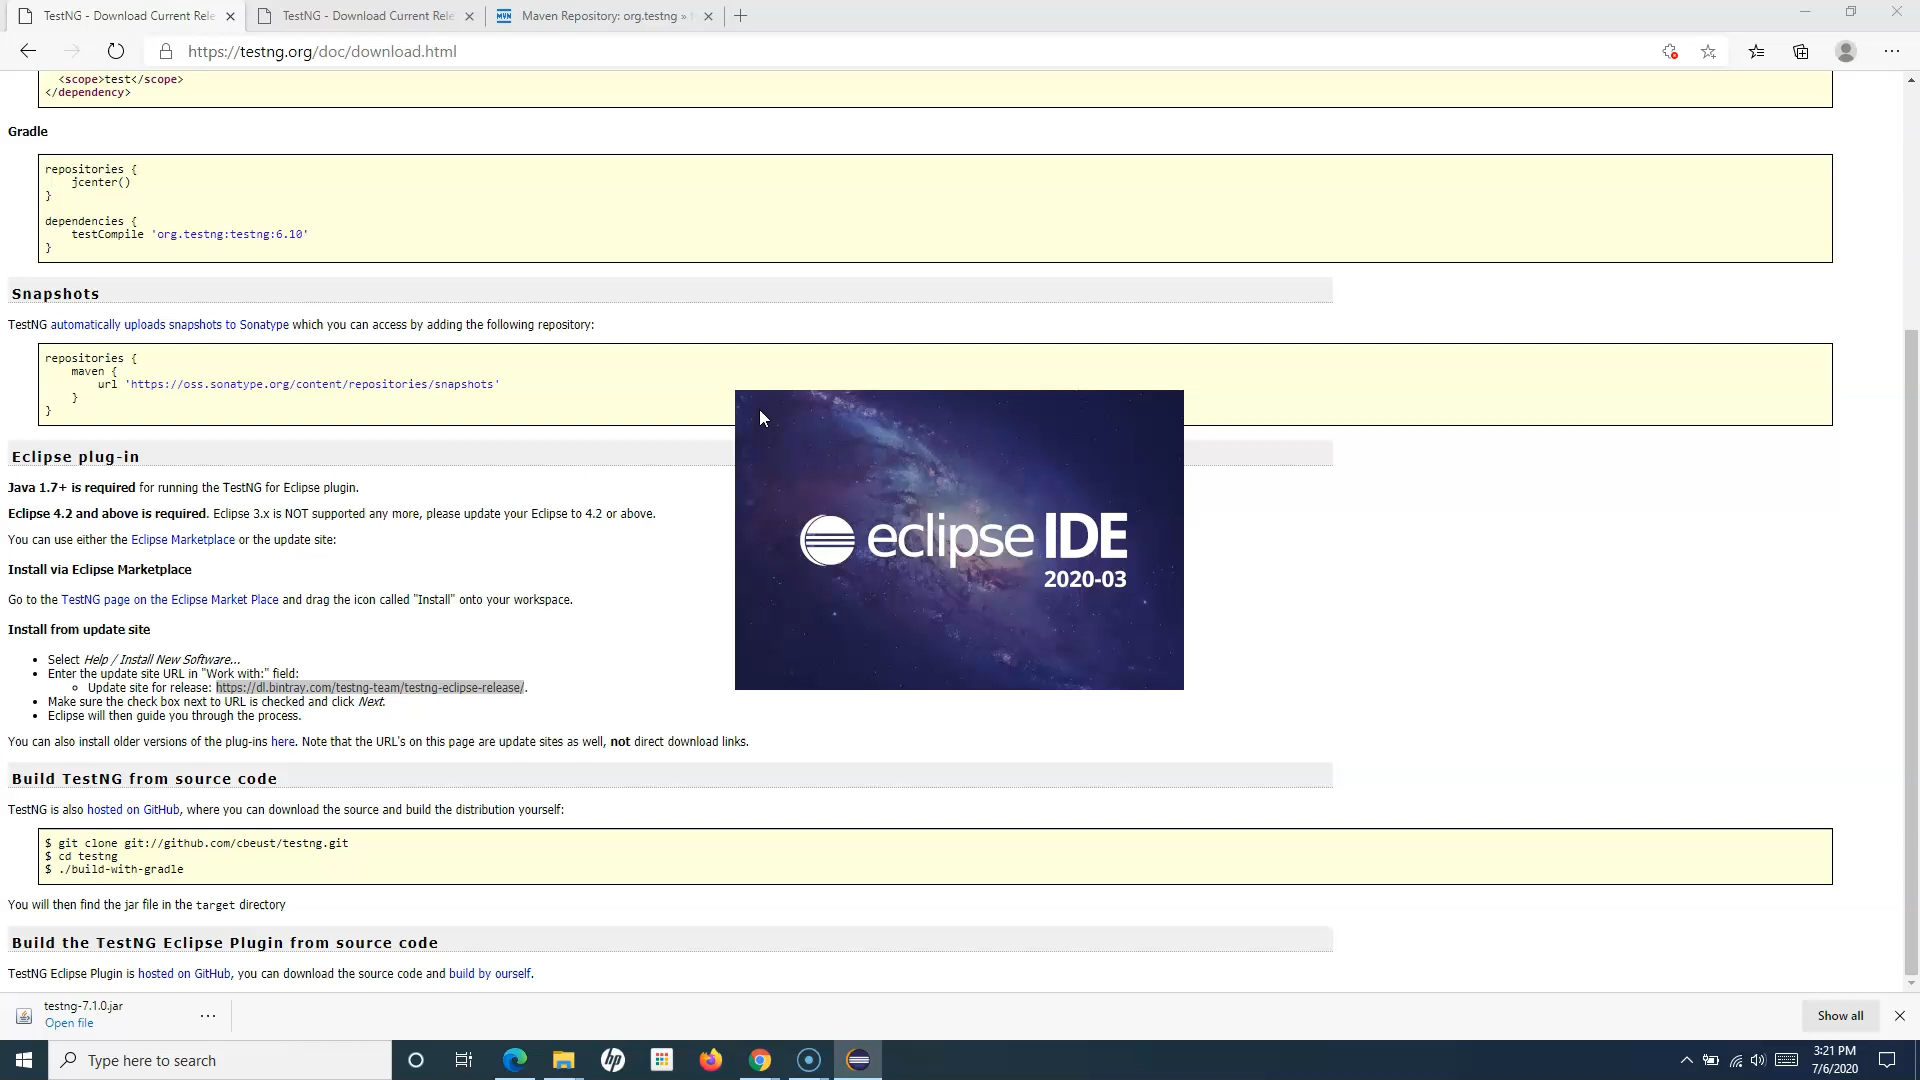 TestNG - Download Current Rele
TestNG - Download Current Rele
MVN Maven Repository: org.testng »
https://testng.org/doc/download.html
<scope>test</scope>
</dependency>
Gradle
repositories {
jcenter()
}
dependencies {
testCompile 'org.testng:testng:6.10'
}
Snapshots
TestNG automatically uploads snapshots to Sonatype which you can access by adding the following repository:
repositories {
maven {
url 'https://oss.sonatype.org/content/repositories/snapshots'
}
}
Eclipse plug-in
Java 1.7+ is required for running the TestNG for Eclipse plugin.
Eclipse 4.2 and above is required. Eclipse 3.x is NOT supported any more, please update your Eclipse to 4.2 or above.
You can use either the Eclipse Marketplace or the update site:
Install via Eclipse Marketplace
Go to the TestNG page on the Eclipse Market Place and drag the icon called "Install" onto your workspace.
Install from update site
• Select Help / Install New Software...
• Enter the update site URL in "Work with:" field:
◦ Update site for release: https://dl.bintray.com/testng-team/testng-eclipse-release/.
• Make sure the check box next to URL is checked and click Next.
• Eclipse will then guide you through the process.
You can also install older versions of the plug-ins here. Note that the URL's on this page are update sites as well, not direct download links.
eclipse IDE
2020-03
Build TestNG from source code
TestNG is also hosted on GitHub, where you can download the source and build the distribution yourself:
$ git clone git://github.com/cbeust/testng.git
$ cd testng
$ ./build-with-gradle
You will then find the jar file in the target directory
Build the TestNG Eclipse Plugin from source code
TestNG Eclipse Plugin is hosted on GitHub, you can download the source code and build by ourself.
testng-7.1.0.jar
Open file
Show all
Type here to search
hp
3:21 PM
7/6/2020